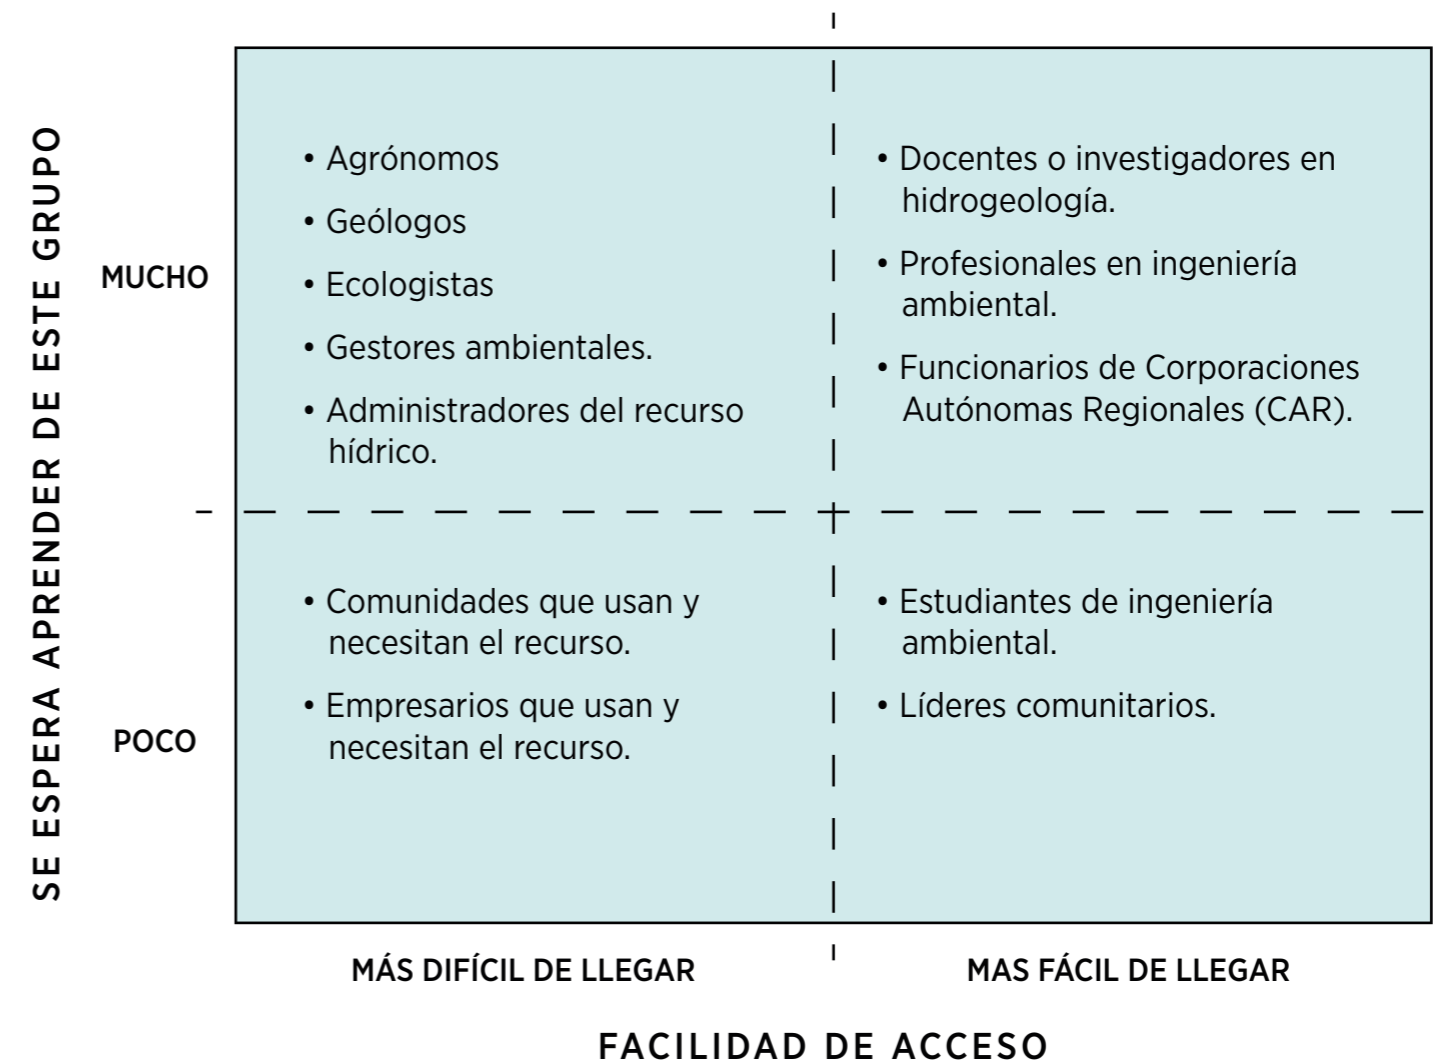 SE ESPERA APRENDER DE ESTE GRUPO
MUCHO
• Agrónomos
• Geólogos
• Ecologistas
• Gestores ambientales.
• Administradores del recurso
hídrico.
• Docentes o investigadores en
hidrogeología.
• Profesionales en ingeniería
ambiental.
• Funcionarios de Corporaciones
Autónomas Regionales (CAR).
POCO
• Comunidades que usan y
necesitan el recurso.
• Empresarios que usan y
necesitan el recurso.
• Estudiantes de ingeniería
ambiental.
• Líderes comunitarios.
MÁS DIFÍCIL DE LLEGAR
MAS FÁCIL DE LLEGAR
FACILIDAD DE ACCESO